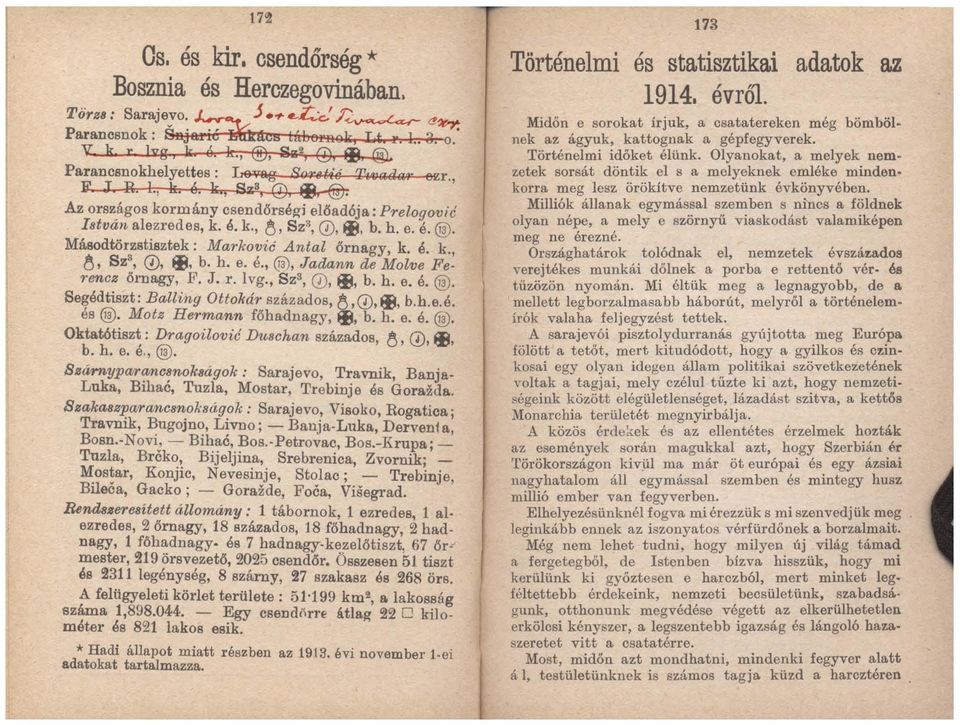 172
Cs. és kir. csendőrség *
Bosznia és Herczegovinában.
Törzs: Sarajevo. Lovag Soretić Tivadar ezr.
Parancsnok: Snjarić Lukács tábornok, Lt. r. l. 3. o.
V. k. r. lvg., k. é. k., Sz²,
Parancsnokhelyettes: Lovag Soretić Tivadar ezr.,
F. J. R. l., k. é. k., Sz³,
Az országos kormány csendőrségi előadója: Prelogović
István alezredes, k. é. k., Sz³, b. h. e. é. (13).
Másodtörzstisztek: Marković Antal őrnagy, k. é. k.,
Sz³, b. h. e. é., (13), Jadann de Molve Fe-
rencz őrnagy, F. J. r. lvg., Sz³, b. h. e. é. (13).
Segédtiszt: Balling Ottokár százados, b.h.e.é.
és (13). Motz Hermann főhadnagy, b. h. e. é. (13).
Oktatótiszt: Dragoilović Duschan százados,
b. h. e. é., (13).
Szárnyparancsnokságok: Sarajevo, Travnik, Banja-
Luka, Bihać, Tuzla, Mostar, Trebinje és Goražda.
Szakaszparancsnokságok: Sarajevo, Visoko, Rogatica;
Travnik, Bugojno, Livno; — Banja-Luka, Derventa,
Bosn.-Novi, — Bihać, Bos.-Petrovac, Bos.-Krupa; —
Tuzla, Brčko, Bijeljina, Srebrenica, Zvornik; —
Mostar, Konjic, Nevesinje, Stolac; — Trebinje,
Bileča, Gacko; — Goražde, Foča, Višegrad.
Rendszeresített állomány: 1 tábornok, 1 ezredes, 1 al-
ezredes, 2 őrnagy, 18 százados, 18 főhadnagy, 2 had-
nagy, 1 főhadnagy- és 7 hadnagy-kezelőtiszt, 67 őr-
mester, 219 örsvezető, 2025 csendőr. Összesen 51 tiszt
és 2311 legénység, 8 szárny, 27 szakasz és 268 örs.
A felügyeleti körlet területe: 51·199 km², a lakosság
száma 1,898.044. — Egy csendőrre átlag 22 □ kilo-
méter és 821 lakos esik.
* Hadi állapot miatt részben az 1913. évi november 1-ei
adatokat tartalmazza.
173
Történelmi és statisztikai adatok az
1914. évről.
Midőn e sorokat írjuk, a csatatereken még bömböl-
nek az ágyuk, kattognak a gépfegyverek.
Történelmi időket élünk. Olyanokat, a melyek nem-
zetek sorsát döntik el s a melyeknek emléke minden-
korra meg lesz örökítve nemzetünk évkönyvében.
Milliók állanak egymással szemben s nincs a földnek
olyan népe, a mely e szörnyű viaskodást valamiképen
meg ne érezné.
Országhatárok tolódnak el, nemzetek évszázados
verejtékes munkái dőlnek a porba e rettentő vér- és
tüzözön nyomán. Mi éltük meg a legnagyobb, de a
mellett legborzalmasabb háborút, melyről a történelem-
írók valaha feljegyzést tettek.
A sarajevói pisztolydurranás gyújtotta meg Európa
fölött a tetőt, mert kitudódott, hogy a gyilkos és czin-
kosai egy olyan idegen állam politikai szövetkezetének
voltak a tagjai, mely czélul tűzte ki azt, hogy nemzeti-
ségeink között elégületlenséget, lázadást szitva, a kettős
Monarchia területét megnyirbálja.
A közös érdekek és az ellentétes érzelmek hozták
az események során magukkal azt, hogy Szerbián és
Törökországon kivül ma már öt európai és egy ázsiai
nagyhatalom áll egymással szemben és mintegy husz
millió ember van fegyverben.
Elhelyezésünknél fogva mi érezzük s mi szenvedjük meg
leginkább ennek az iszonyatos vérfürdőnek a borzalmait.
Még nem lehet tudni, hogy milyen új világ támad
a fergetegből, de Istenben bízva hisszük, hogy mi
kerülünk ki győztesen e harczból, mert minket leg-
féltettebb érdekeink, nemzeti becsületünk, szabadsá-
gunk, otthonunk megvédése végett az elkerülhetetlen
erkölcsi kényszer, a legszentebb igazság és lángoló haza-
szeretet vitt a csatatérre.
Most, midőn azt mondhatni, mindenki fegyver alatt
á l, testületünknek is számos tagja küzd a harcztéren